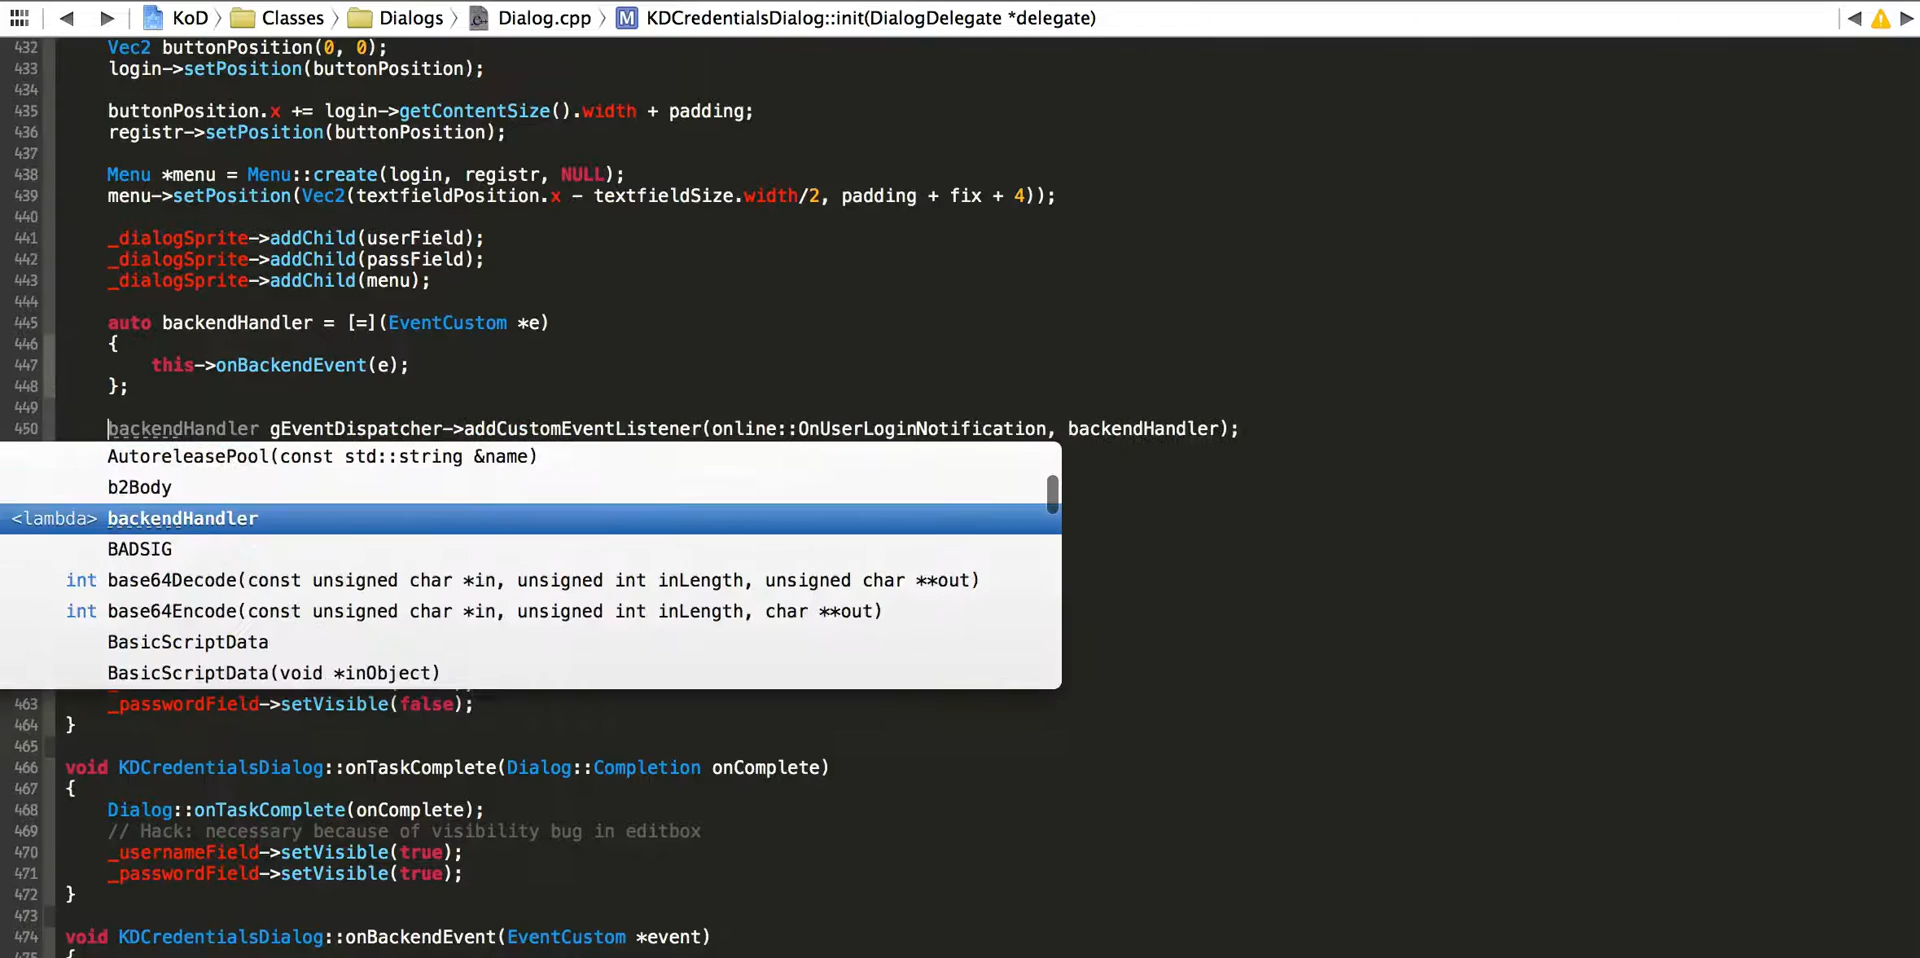 KoD Classes Dialogs Dialog.cpp KDCredentialsDialog::init(DialogDelegate *delegate)
432 Vec2 buttonPosition(0, 0);
433 login->setPosition(buttonPosition);
434
435 buttonPosition.x += login->getContentSize().width + padding;
436 registr->setPosition(buttonPosition);
437
438 Menu *menu = Menu::create(login, registr, NULL);
439 menu->setPosition(Vec2(textfieldPosition.x - textfieldSize.width/2, padding + fix + 4));
440
441 _dialogSprite->addChild(userField);
442 _dialogSprite->addChild(passField);
443 _dialogSprite->addChild(menu);
444
445 auto backendHandler = [=](EventCustom *e)
446 {
447 this->onBackendEvent(e);
448 };
449
450 backendHandler gEventDispatcher->addCustomEventListener(online::OnUserLoginNotification, backendHandler);
AutoreleasePool(const std::string &name)
b2Body
<lambda> backendHandler
BADSIG
int base64Decode(const unsigned char *in, unsigned int inLength, unsigned char **out)
int base64Encode(const unsigned char *in, unsigned int inLength, char **out)
BasicScriptData
BasicScriptData(void *inObject)
463 _passwordField->setVisible(false);
464 }
465
466 void KDCredentialsDialog::onTaskComplete(Dialog::Completion onComplete)
467 {
468 Dialog::onTaskComplete(onComplete);
469 // Hack: necessary because of visibility bug in editbox
470 _usernameField->setVisible(true);
471 _passwordField->setVisible(true);
472 }
473
474 void KDCredentialsDialog::onBackendEvent(EventCustom *event)
475 {